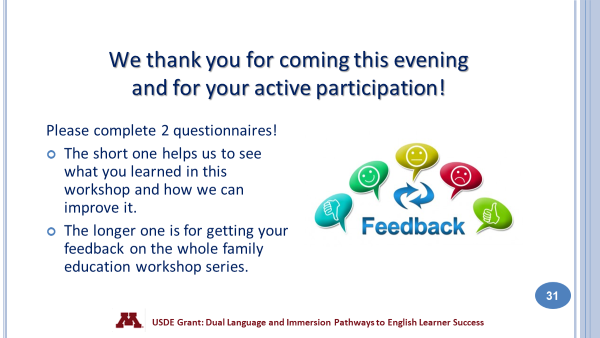 We thank you for coming this evening
and for your active participation!
Please complete 2 questionnaires!
The short one helps us to see
what you learned in this
workshop and how we can
improve it.
The longer one is for getting your
feedback on the whole family
education workshop series.
Feedback
31
M
USDE Grant: Dual Language and Immersion Pathways to English Learner Success